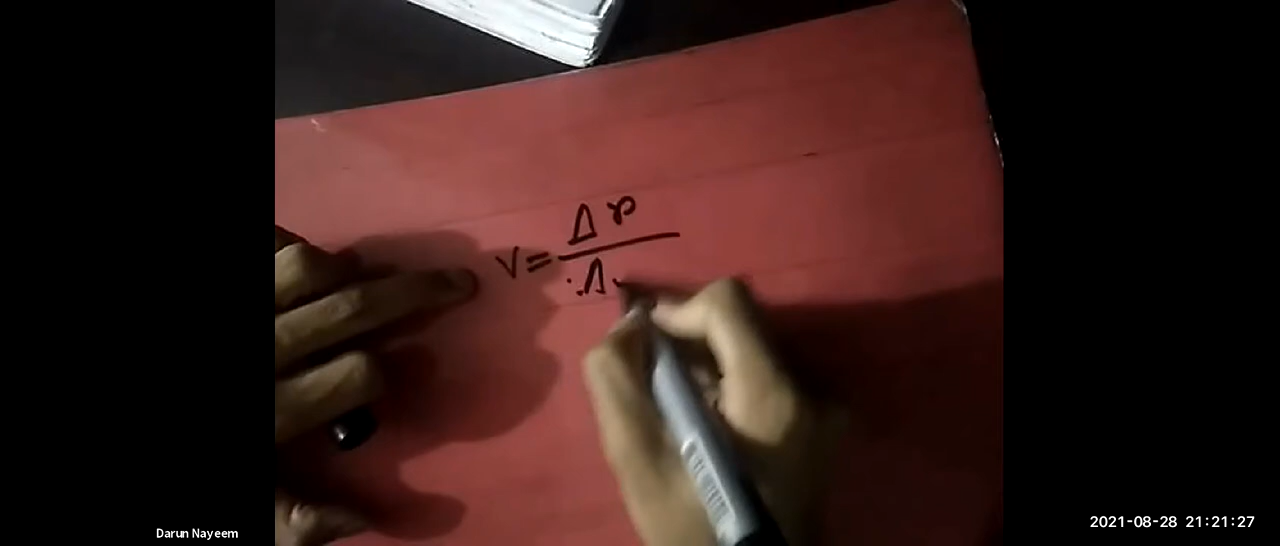 v = Δr / Δ
Darun Nayeem
2021-08-28 21:21:27